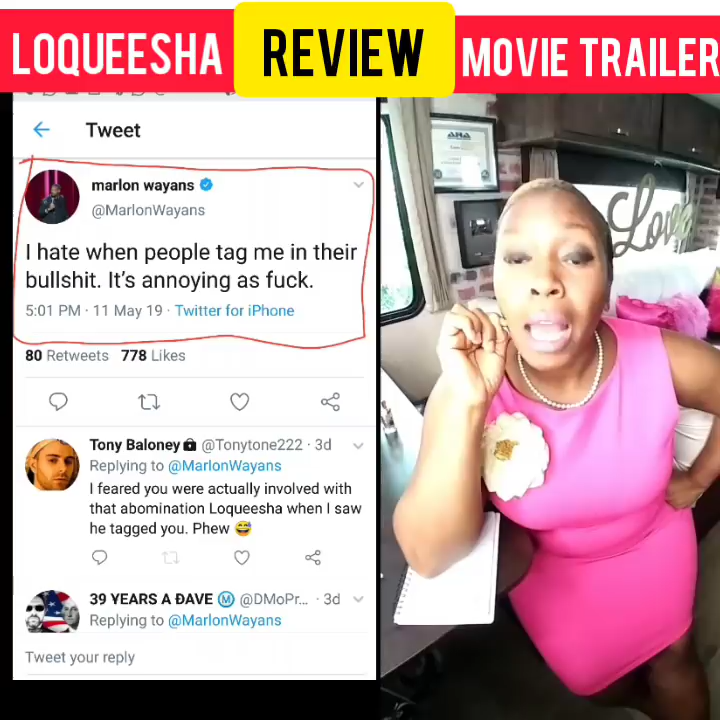 LOQUEESHA REVIEW MOVIE TRAILER
Tweet
marlon wayans
@MarlonWayans
I hate when people tag me in their
bullshit. It’s annoying as fuck.
5:01 PM · 11 May 19 · Twitter for iPhone
80 Retweets 778 Likes
Tony Baloney @Tonytone222 · 3d
Replying to @MarlonWayans
I feared you were actually involved with
that abomination Loqueesha when I saw
he tagged you. Phew 😅
39 ¥EARS A ĐAVE Ⓜ @DMoPr... · 3d
Replying to @MarlonWayans
Tweet your reply
Love